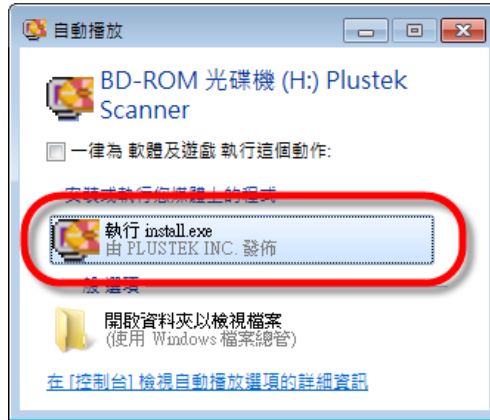 自動播放
BD-ROM 光碟機 (H:) Plustek
Scanner
一律為 軟體及遊戲 執行這個動作:
安裝或執行您媒體上的程式
執行 install.exe
由 PLUSTEK INC. 發佈
一般 選項
開啟資料夾以檢視檔案
(使用 Windows 檔案總管)
在 [控制台] 檢視自動播放選項的詳細資訊